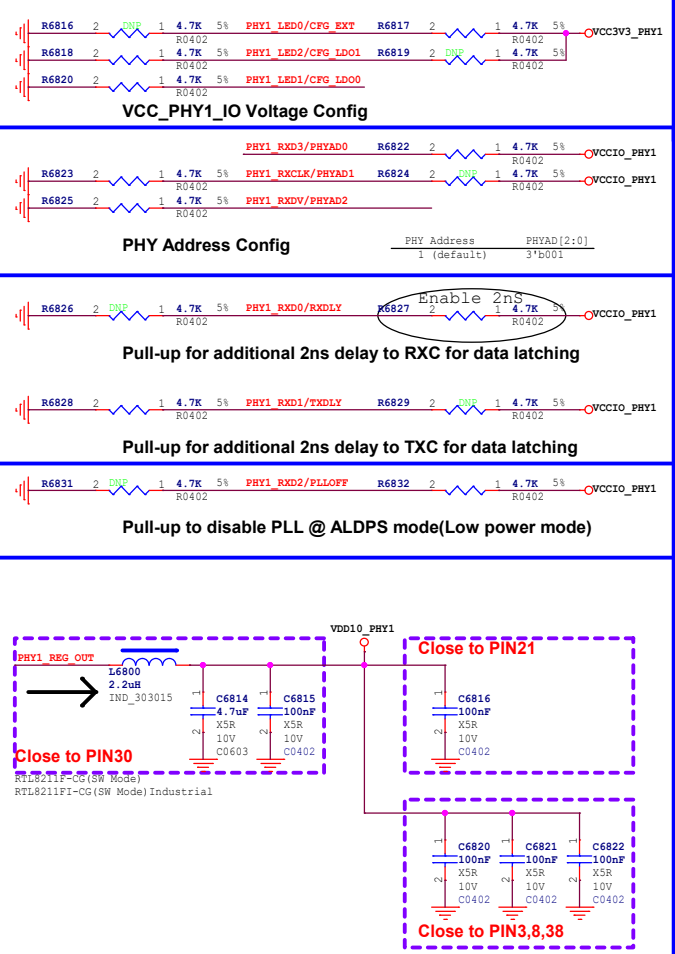 R6816 2 DNP 1 4.7K 5% PHY1_LED0/CFG_EXT R6817 2 1 4.7K 5% VCC3V3_PHY1
R0402 R0402
R6818 2 1 4.7K 5% PHY1_LED2/CFG_LDO1 R6819 2 DNP 1 4.7K 5%
R0402 R0402
R6820 2 1 4.7K 5% PHY1_LED1/CFG_LDO0
R0402
VCC_PHY1_IO Voltage Config
PHY1_RXD3/PHYAD0 R6822 2 1 4.7K 5% VCCIO_PHY1
R0402
R6823 2 1 4.7K 5% PHY1_RXCLK/PHYAD1 R6824 2 DNP 1 4.7K 5% VCCIO_PHY1
R0402 R0402
R6825 2 1 4.7K 5% PHY1_RXDV/PHYAD2
R0402
PHY Address Config
PHY Address PHYAD[2:0]
1 (default) 3'b001
Enable 2nS
R6826 2 DNP 1 4.7K 5% PHY1_RXD0/RXDLY R6827 2 1 4.7K 5% VCCIO_PHY1
R0402 R0402
Pull-up for additional 2ns delay to RXC for data latching
R6828 2 1 4.7K 5% PHY1_RXD1/TXDLY R6829 2 DNP 1 4.7K 5% VCCIO_PHY1
R0402 R0402
Pull-up for additional 2ns delay to TXC for data latching
R6831 2 DNP 1 4.7K 5% PHY1_RXD2/PLLOFF R6832 2 1 4.7K 5% VCCIO_PHY1
R0402 R0402
Pull-up to disable PLL @ ALDPS mode(Low power mode)
VDD10_PHY1
PHY1_REG_OUT
L6800
2.2uH
IND_303015
1 C6814
4.7uF
X5R
2 10V
C0603
1 C6815
100nF
X5R
2 10V
C0402
Close to PIN30
RTL8211F-CG(SW Mode)
RTL8211FI-CG(SW Mode)Industrial
Close to PIN21
1 C6816
100nF
X5R
2 10V
C0402
1 C6820
100nF
X5R
2 10V
C0402
1 C6821
100nF
X5R
2 10V
C0402
1 C6822
100nF
X5R
2 10V
C0402
Close to PIN3,8,38